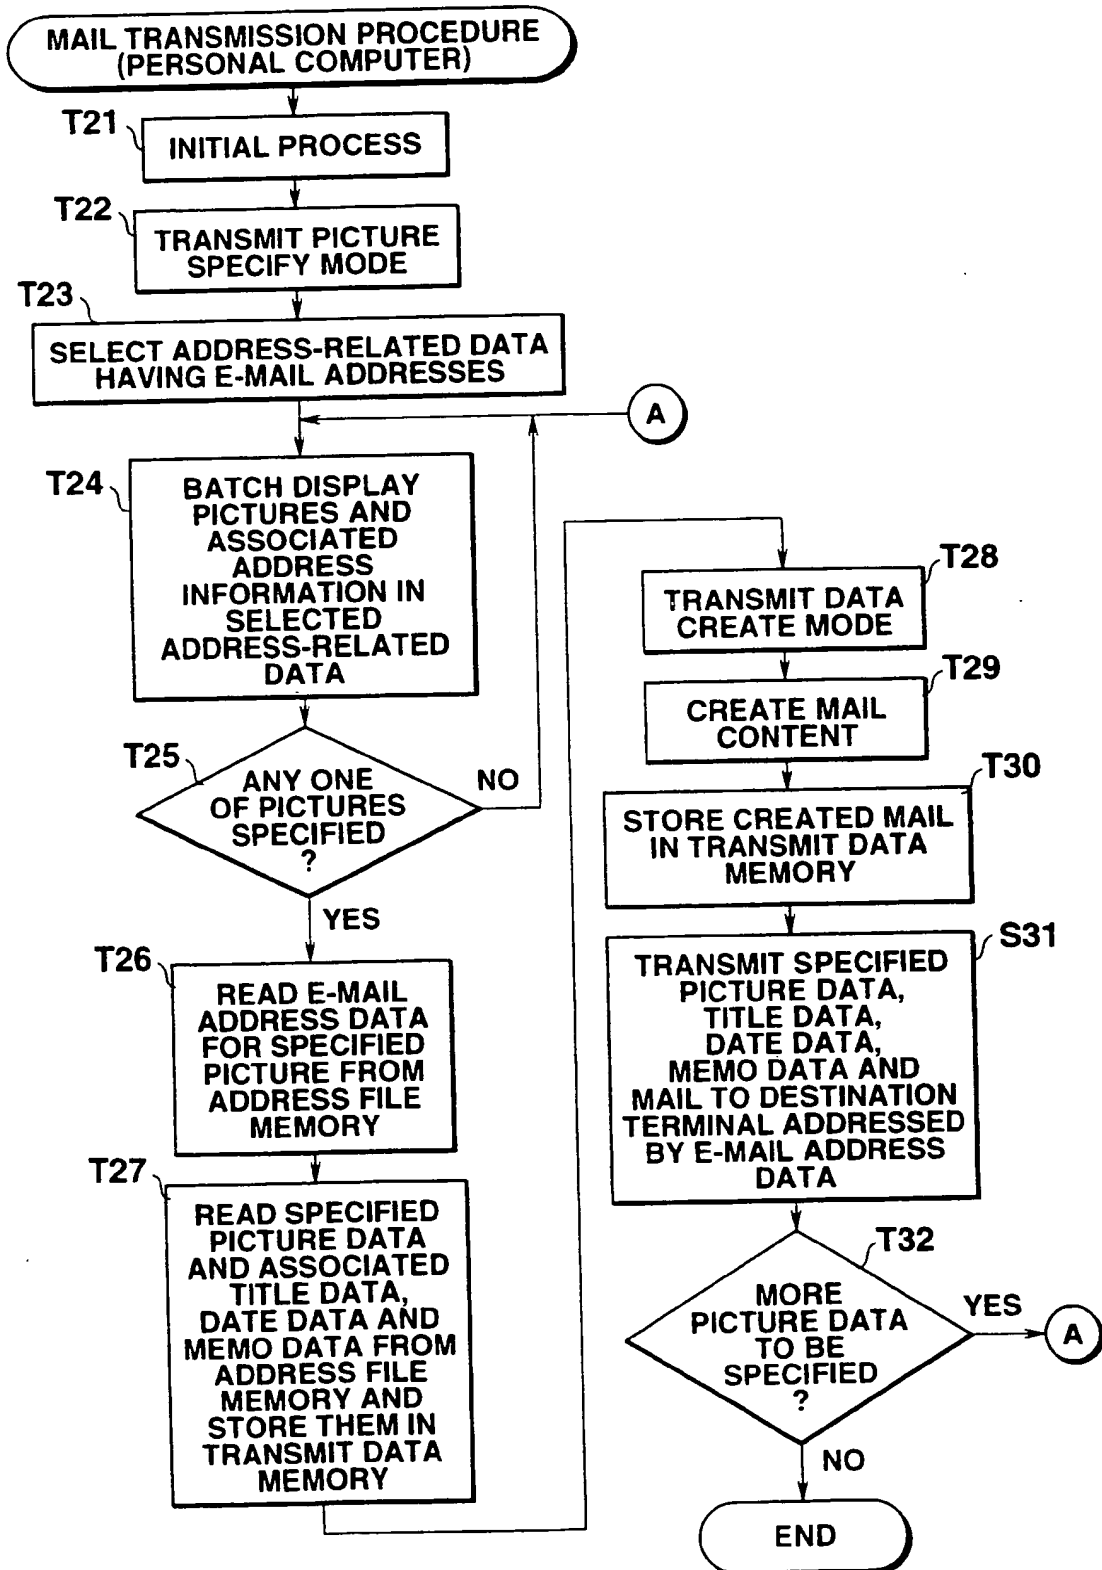 MAIL TRANSMISSION PROCEDURE
(PERSONAL COMPUTER)
T21
INITIAL PROCESS
T22
TRANSMIT PICTURE
SPECIFY MODE
T23
SELECT ADDRESS-RELATED DATA
HAVING E-MAIL ADDRESSES
A
T24
BATCH DISPLAY
PICTURES AND
ASSOCIATED
ADDRESS
INFORMATION IN
SELECTED
ADDRESS-RELATED
DATA
T25
ANY ONE
OF PICTURES
SPECIFIED
?
NO
YES
T26
READ E-MAIL
ADDRESS DATA
FOR SPECIFIED
PICTURE FROM
ADDRESS FILE
MEMORY
T27
READ SPECIFIED
PICTURE DATA
AND ASSOCIATED
TITLE DATA,
DATE DATA AND
MEMO DATA FROM
ADDRESS FILE
MEMORY AND
STORE THEM IN
TRANSMIT DATA
MEMORY
T28
TRANSMIT DATA
CREATE MODE
T29
CREATE MAIL
CONTENT
T30
STORE CREATED MAIL
IN TRANSMIT DATA
MEMORY
S31
TRANSMIT SPECIFIED
PICTURE DATA,
TITLE DATA,
DATE DATA,
MEMO DATA AND
MAIL TO DESTINATION
TERMINAL ADDRESSED
BY E-MAIL ADDRESS
DATA
T32
MORE
PICTURE DATA
TO BE
SPECIFIED
?
YES
A
NO
END